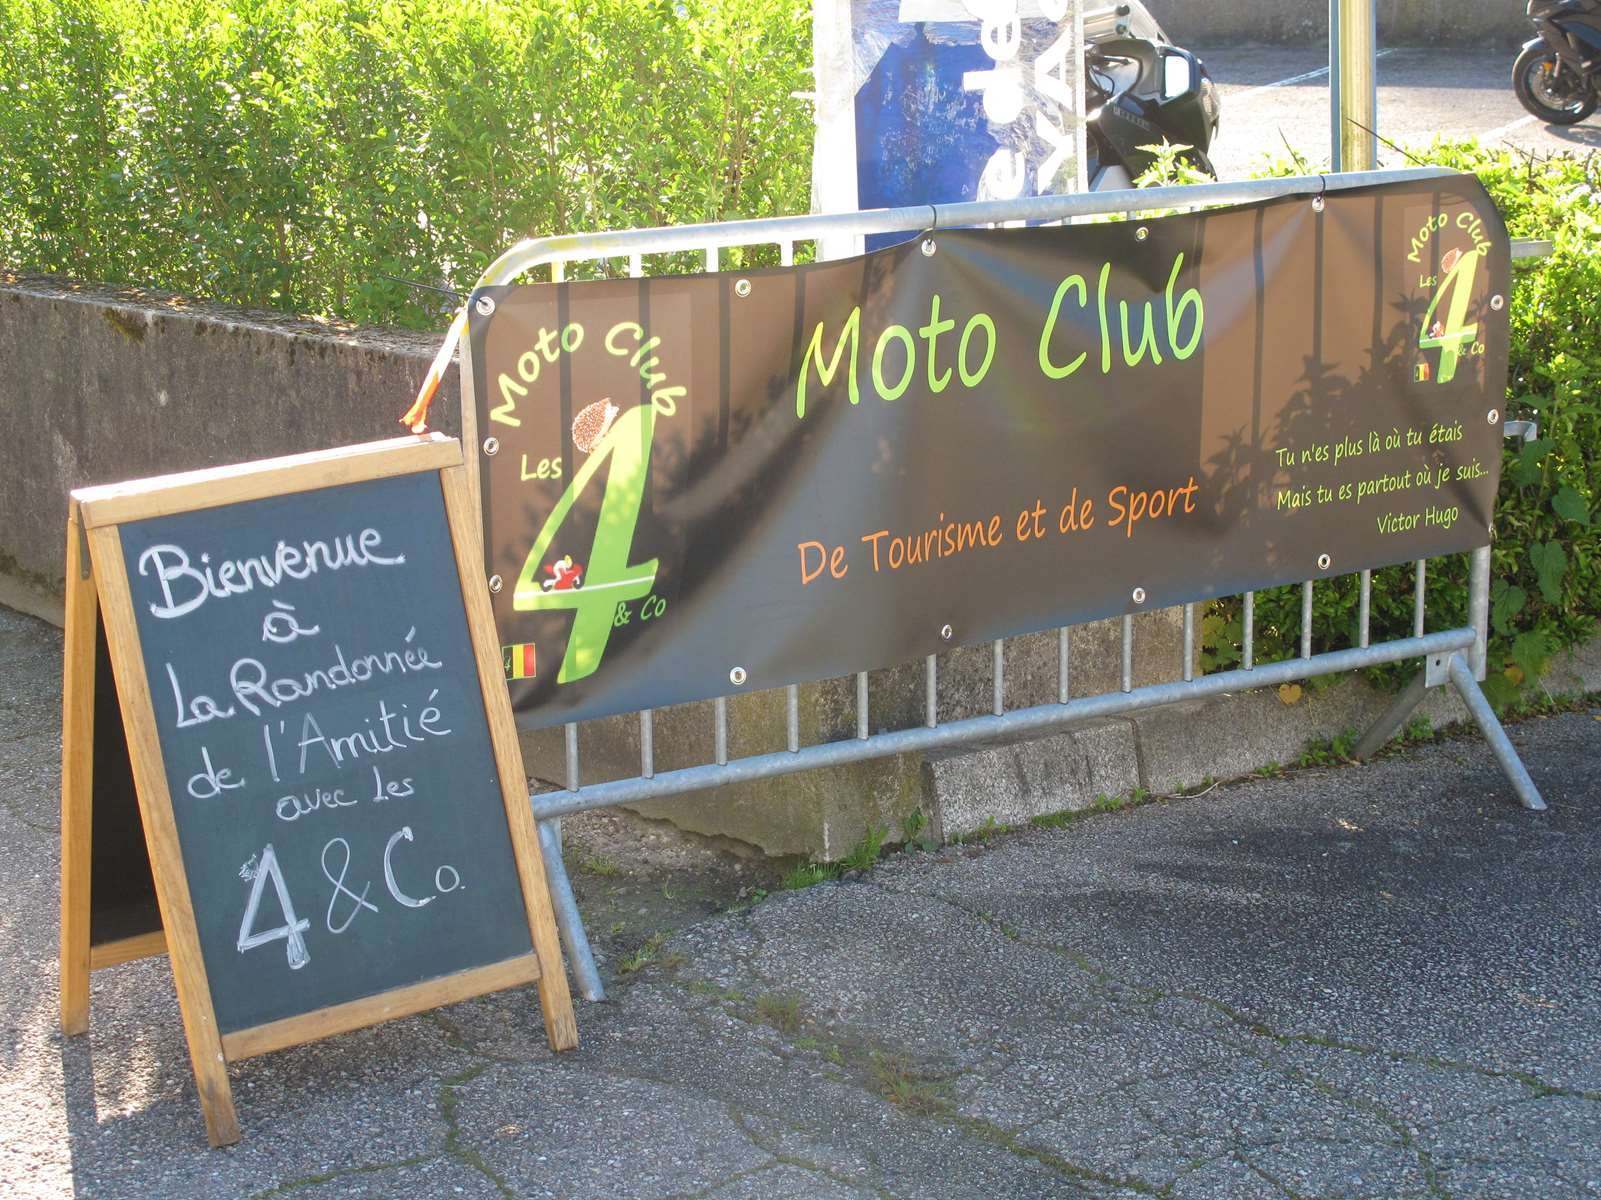 Bienvenue
à
La Randonnée
de l'Amitié
avec les
4 & Co.
Moto Club
Les
4
& Co
Moto Club
De Tourisme et de Sport
Moto Club
Les
4
& Co
Tu n'es plus là où tu étais
Mais tu es partout où je suis...
Victor Hugo